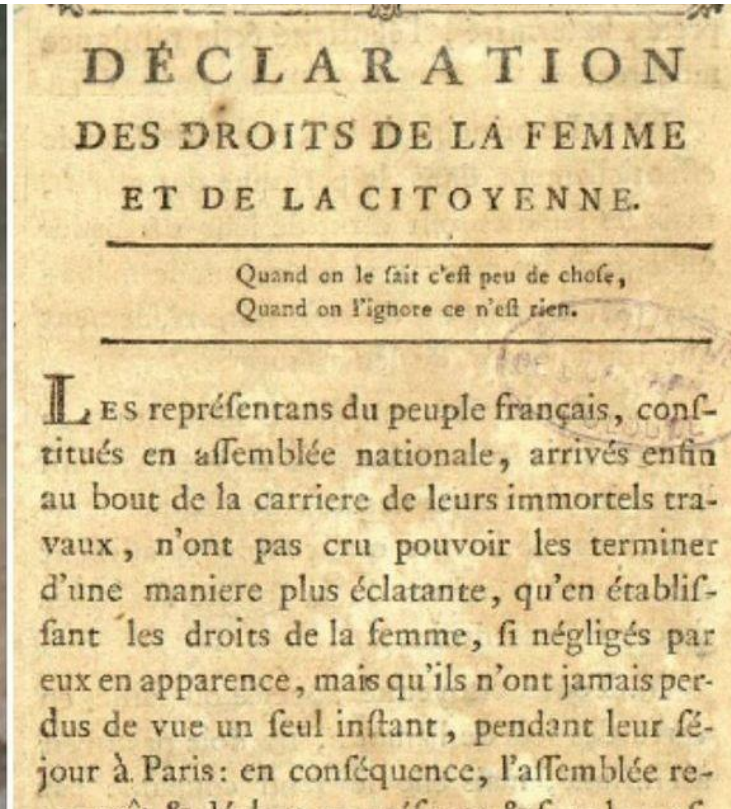 DÉCLARATION
DES DROITS DE LA FEMME
ET DE LA CITOYENNE.
Quand on le ſait c'eſt peu de choſe,
Quand on l'ignore ce n'eſt rien.
LES repréſentans du peuple français, conſ-
titués en aſſemblée nationale, arrivés enfin
au bout de la carriere de leurs immortels tra-
vaux, n'ont pas cru pouvoir les terminer
d'une maniere plus éclatante, qu'en établiſ-
ſant les droits de la femme, ſi négligés par
eux en apparence, mais qu'ils n'ont jamais per-
dus de vue un ſeul inſtant, pendant leur ſé-
jour à Paris: en conſéquence, l'aſſemblée re-